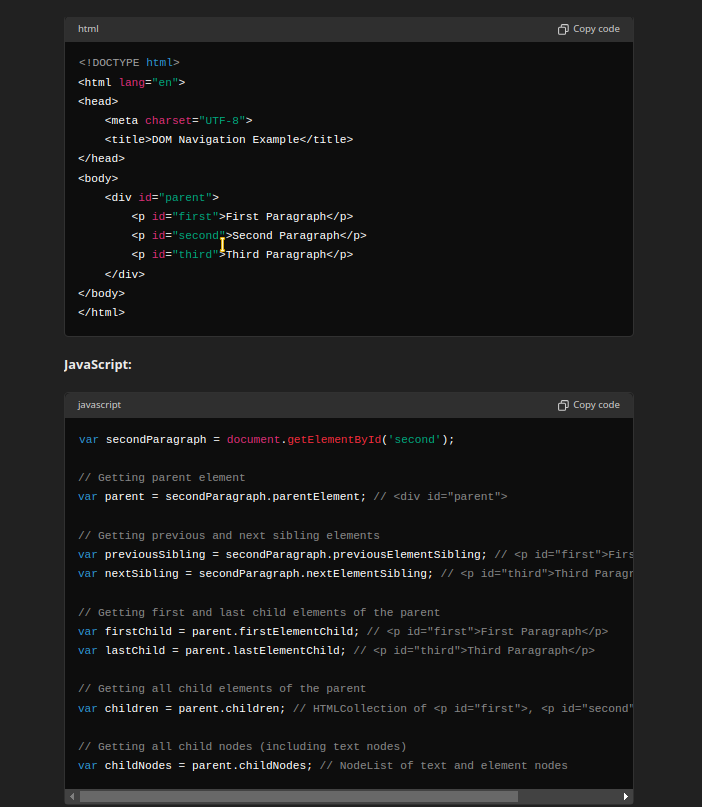 html
Copy code
<!DOCTYPE html>
<html lang="en">
<head>
    <meta charset="UTF-8">
    <title>DOM Navigation Example</title>
</head>
<body>
    <div id="parent">
        <p id="first">First Paragraph</p>
        <p id="second">Second Paragraph</p>
        <p id="third">Third Paragraph</p>
    </div>
</body>
</html>
JavaScript:
javascript
Copy code
var secondParagraph = document.getElementById('second');
// Getting parent element
var parent = secondParagraph.parentElement; // <div id="parent">
// Getting previous and next sibling elements
var previousSibling = secondParagraph.previousElementSibling; // <p id="first">Firs
var nextSibling = secondParagraph.nextElementSibling; // <p id="third">Third Paragr
// Getting first and last child elements of the parent
var firstChild = parent.firstElementChild; // <p id="first">First Paragraph</p>
var lastChild = parent.lastElementChild; // <p id="third">Third Paragraph</p>
// Getting all child elements of the parent
var children = parent.children; // HTMLCollection of <p id="first">, <p id="second"
// Getting all child nodes (including text nodes)
var childNodes = parent.childNodes; // NodeList of text and element nodes